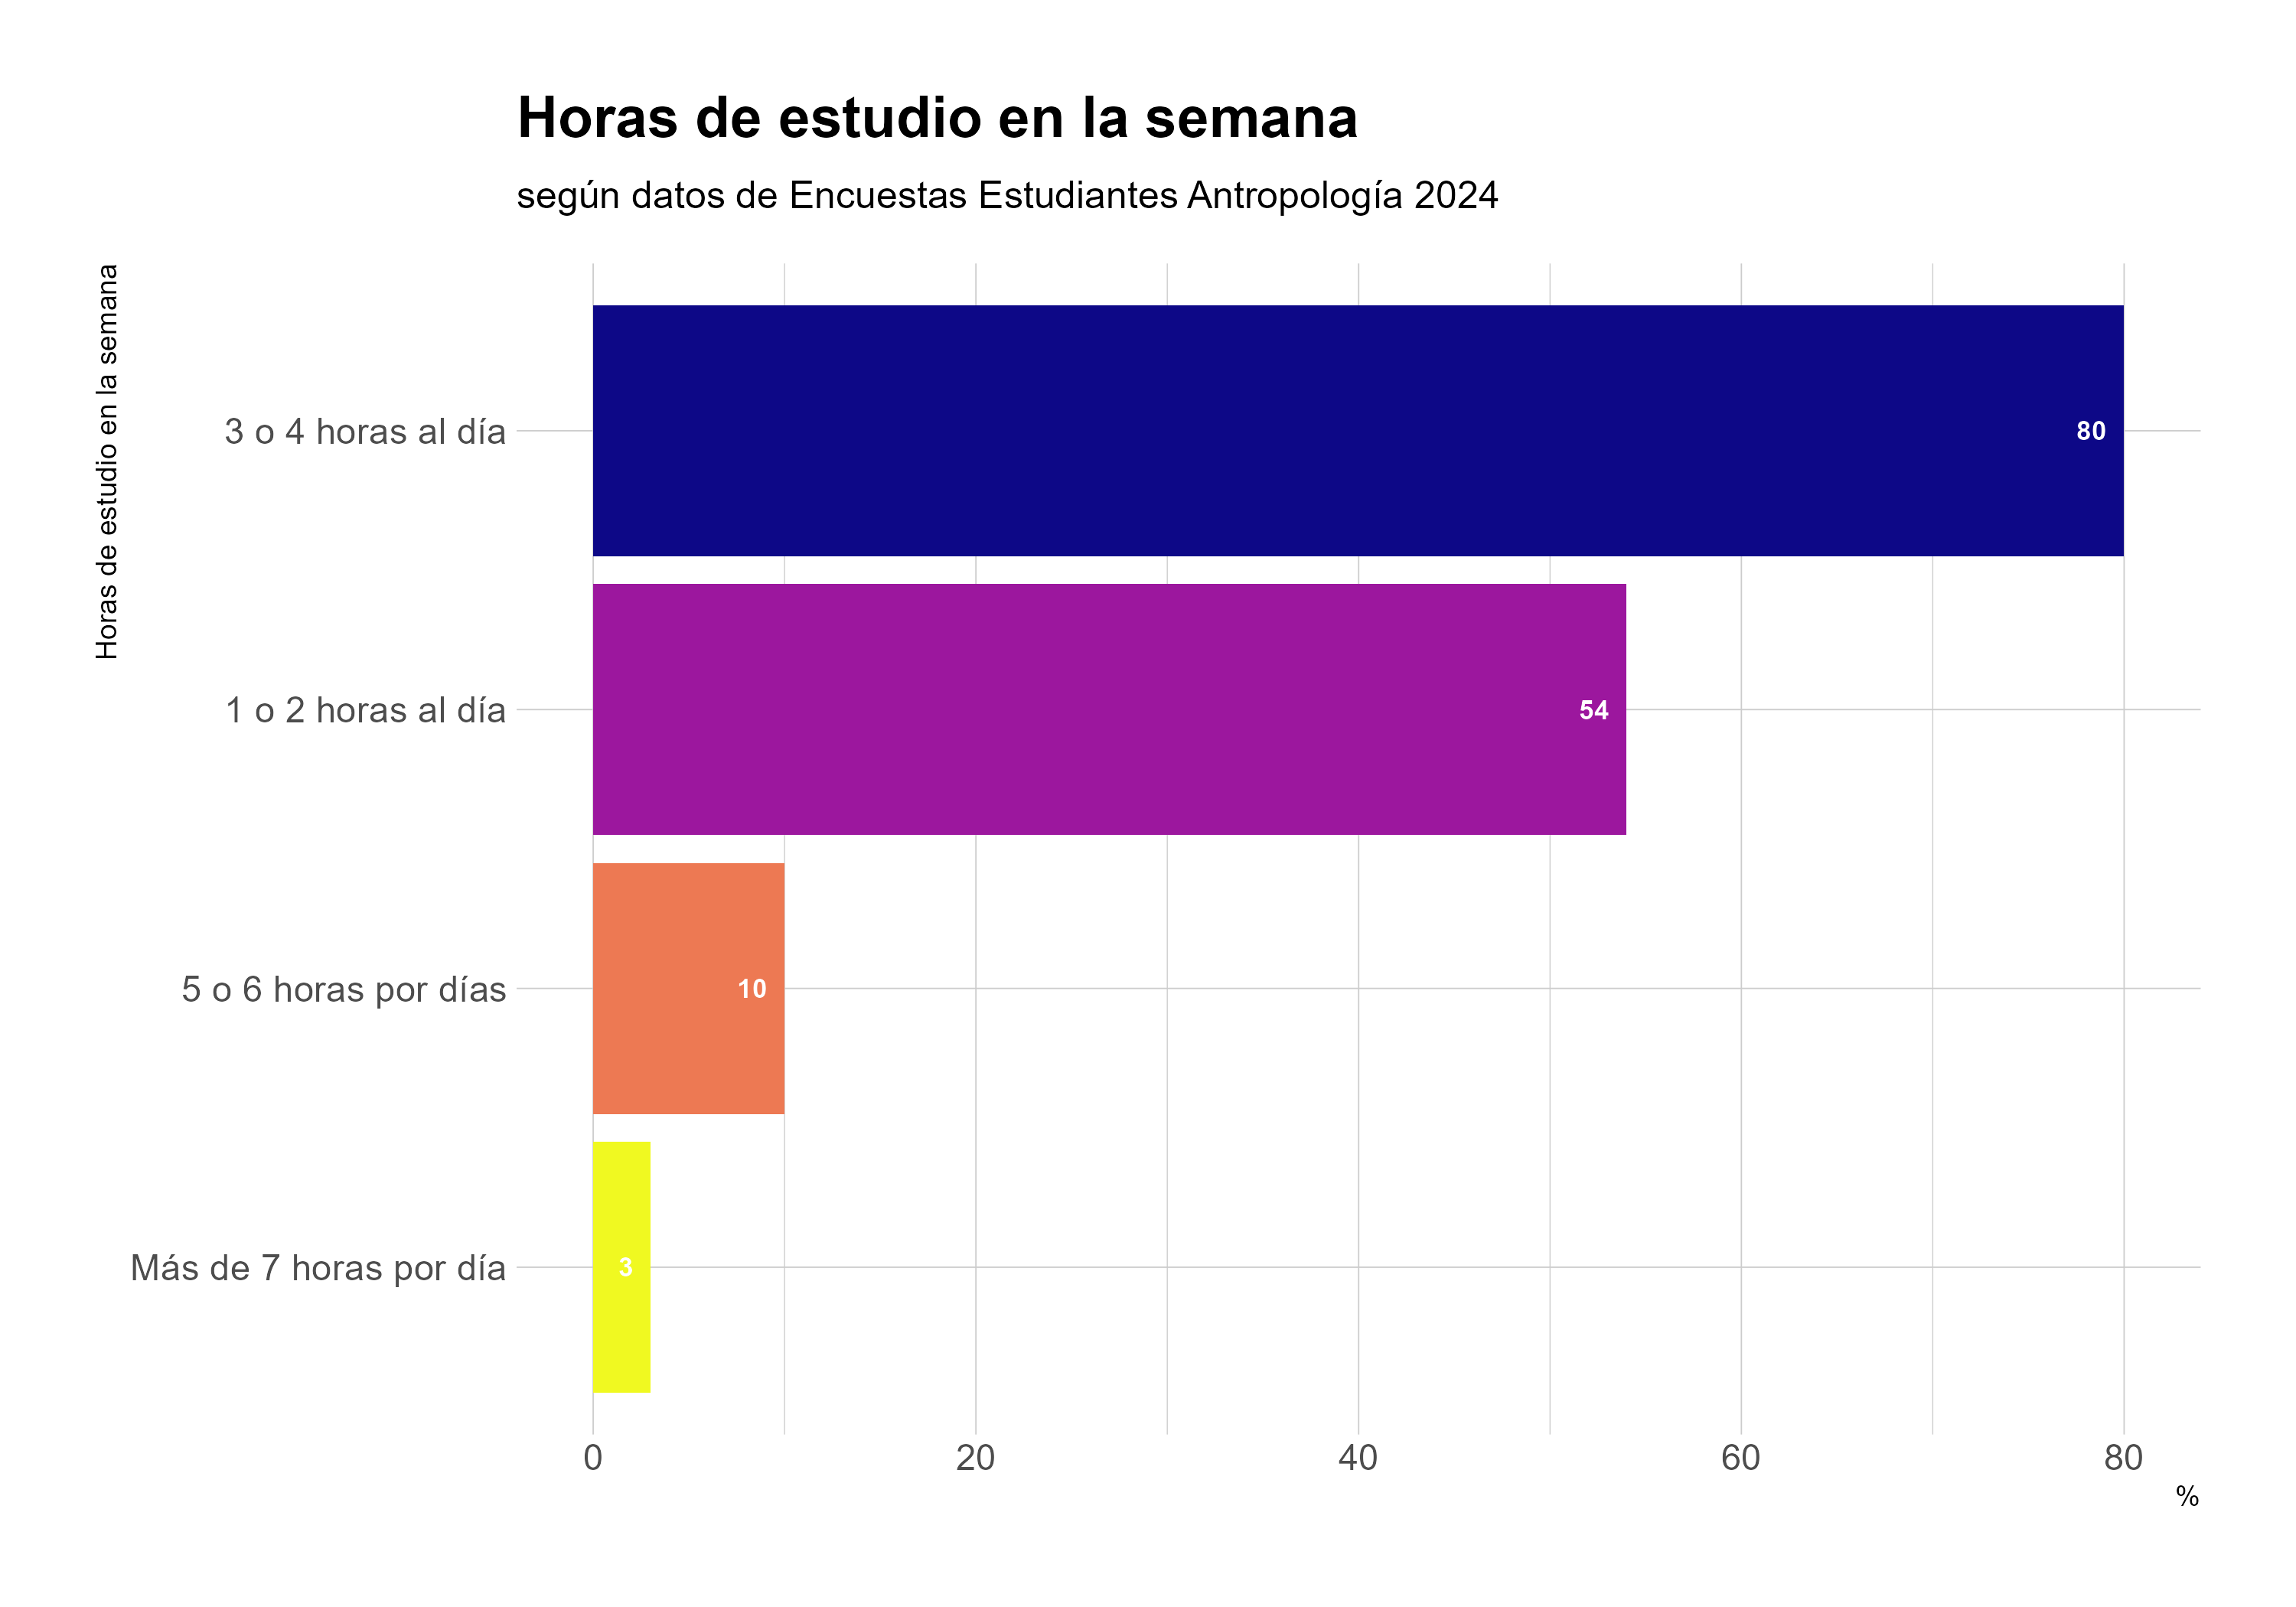 Horas de estudio en la semana
según datos de Encuestas Estudiantes Antropología 2024
Horas de estudio en la semana
3 o 4 horas al día
80
1 o 2 horas al día
54
5 o 6 horas por días
10
Más de 7 horas por día
3
0 20 40 60 80
%